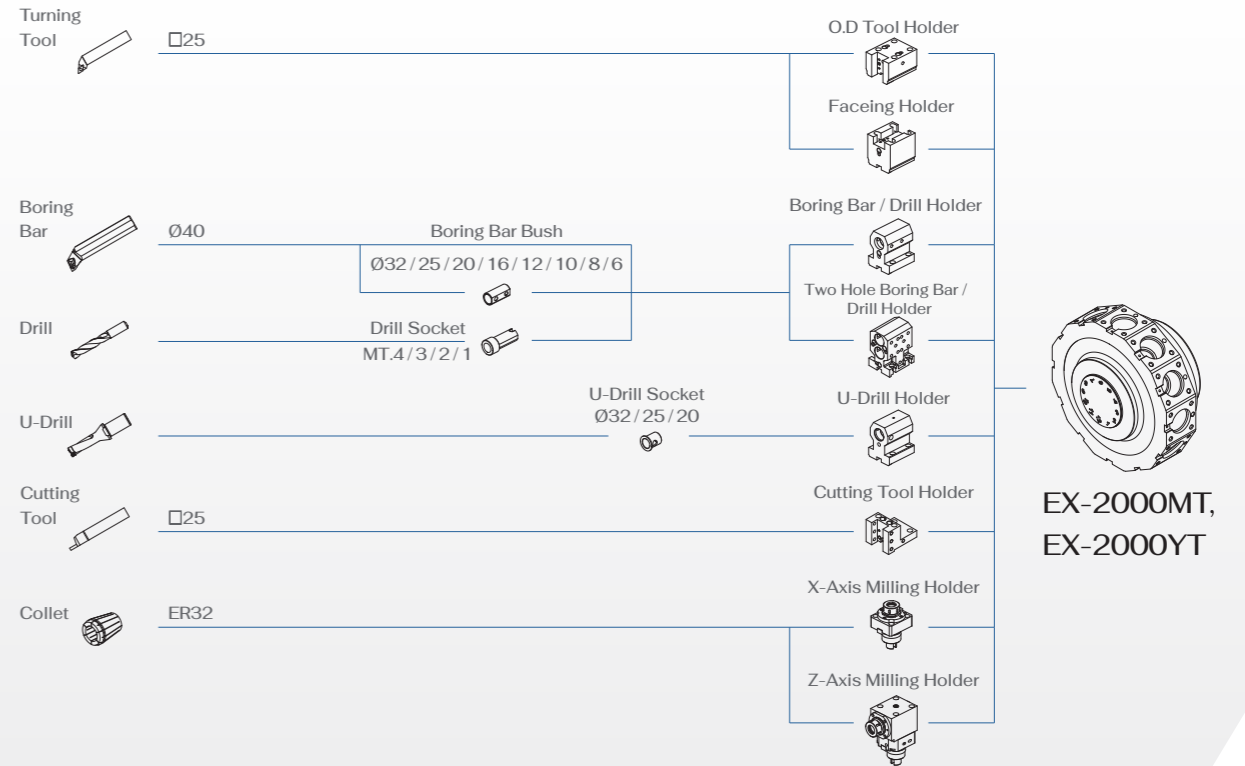 Turning
Tool
□25
O.D Tool Holder
Faceing Holder
Boring
Bar
Ø40
Boring Bar Bush
Ø32/25/20/16/12/10/8/6
Boring Bar / Drill Holder
Two Hole Boring Bar /
Drill Holder
Drill
Drill Socket
MT.4/3/2/1
U-Drill
U-Drill Socket
Ø32/25/20
U-Drill Holder
Cutting
Tool
□25
Cutting Tool Holder
EX-2000MT,
EX-2000YT
Collet
ER32
X-Axis Milling Holder
Z-Axis Milling Holder